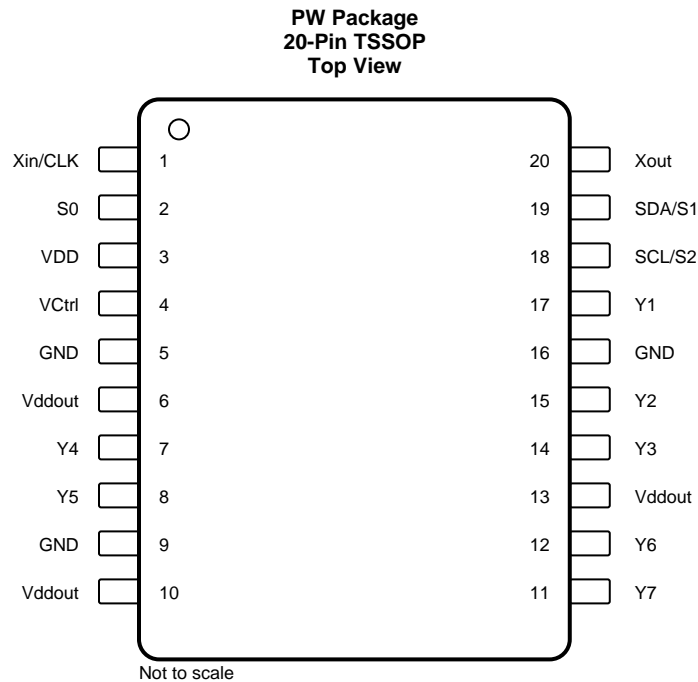 PW Package
20-Pin TSSOP
Top View
Xin/CLK 1 20 Xout
S0 2 19 SDA/S1
VDD 3 18 SCL/S2
VCtrl 4 17 Y1
GND 5 16 GND
Vddout 6 15 Y2
Y4 7 14 Y3
Y5 8 13 Vddout
GND 9 12 Y6
Vddout 10 11 Y7
Not to scale